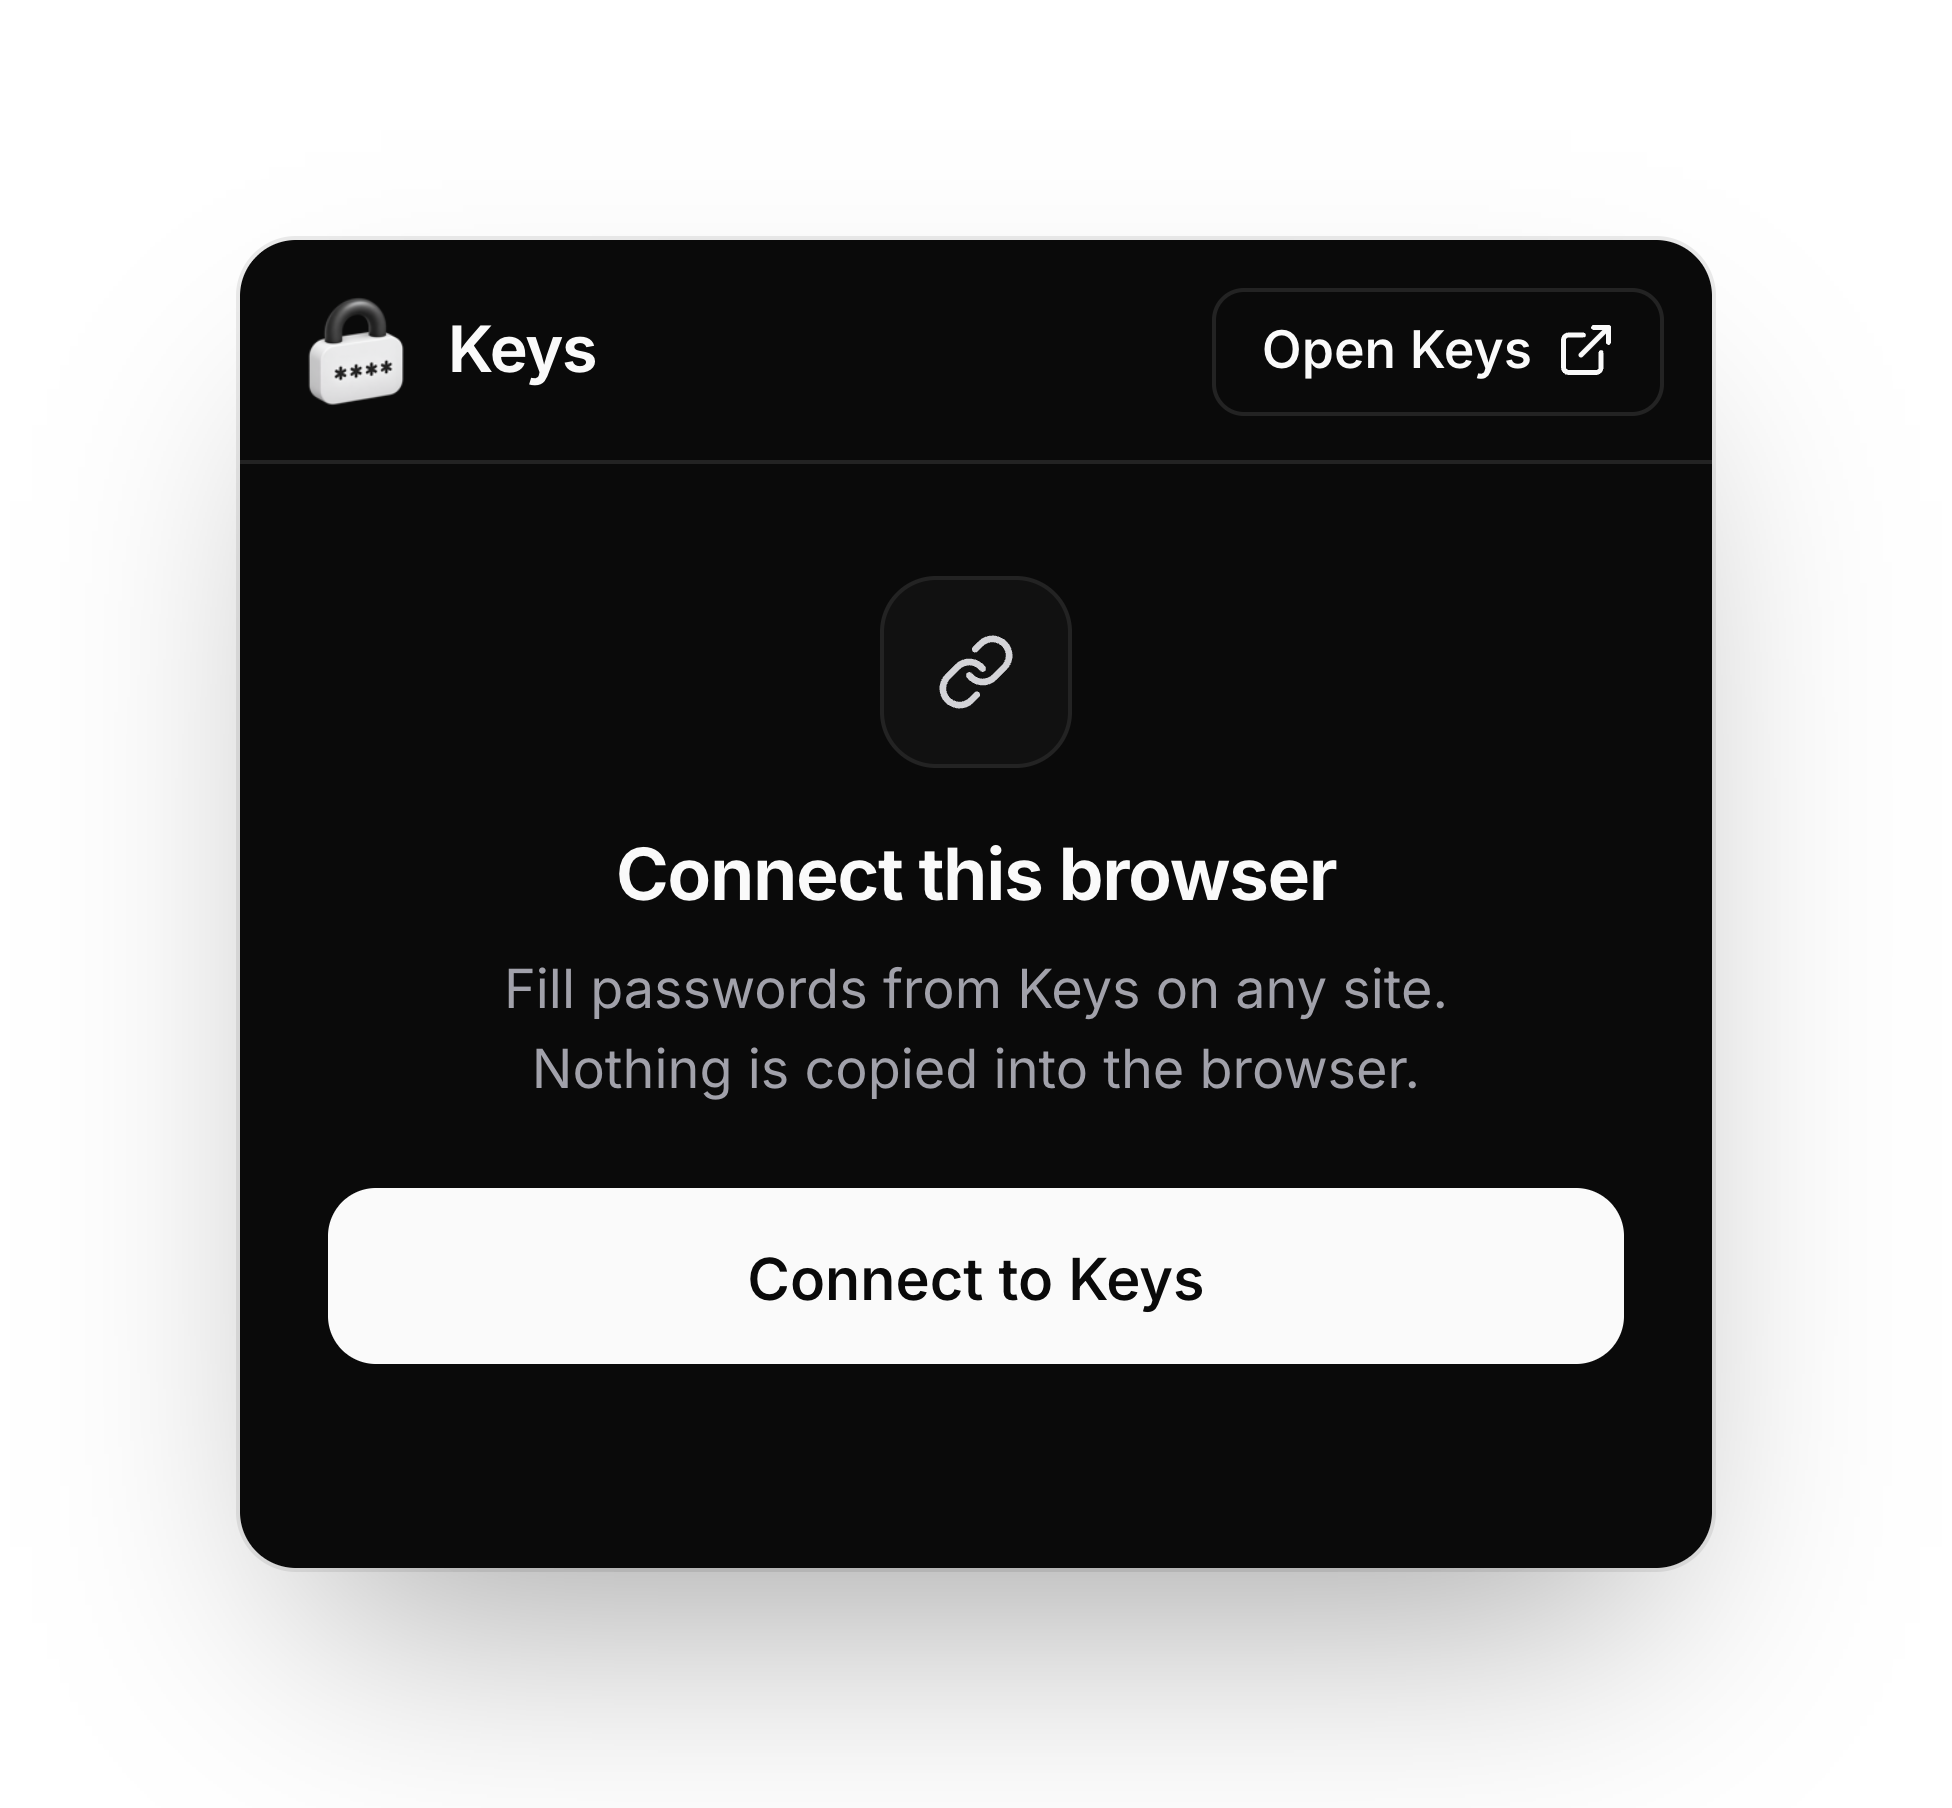 ****
Keys
Open Keys
Connect this browser
Fill passwords from Keys on any site.
Nothing is copied into the browser.
Connect to Keys